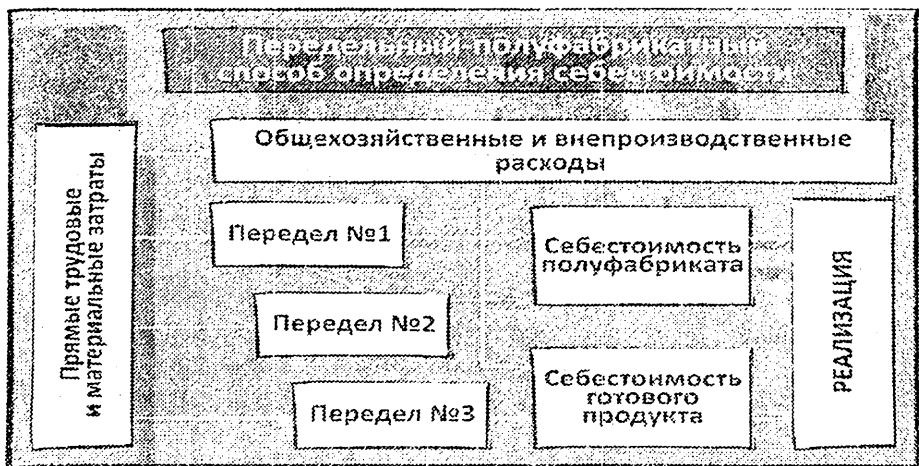 Передельный-полуфабрикатный
способ определения себестоимости
Общехозяйственные и внепроизводственные
расходы
Прямые трудовые
и материальные затраты
Передел №1
Передел №2
Передел №3
Себестоимость
полуфабриката
Себестоимость
готового
продукта
РЕАЛИЗАЦИЯ